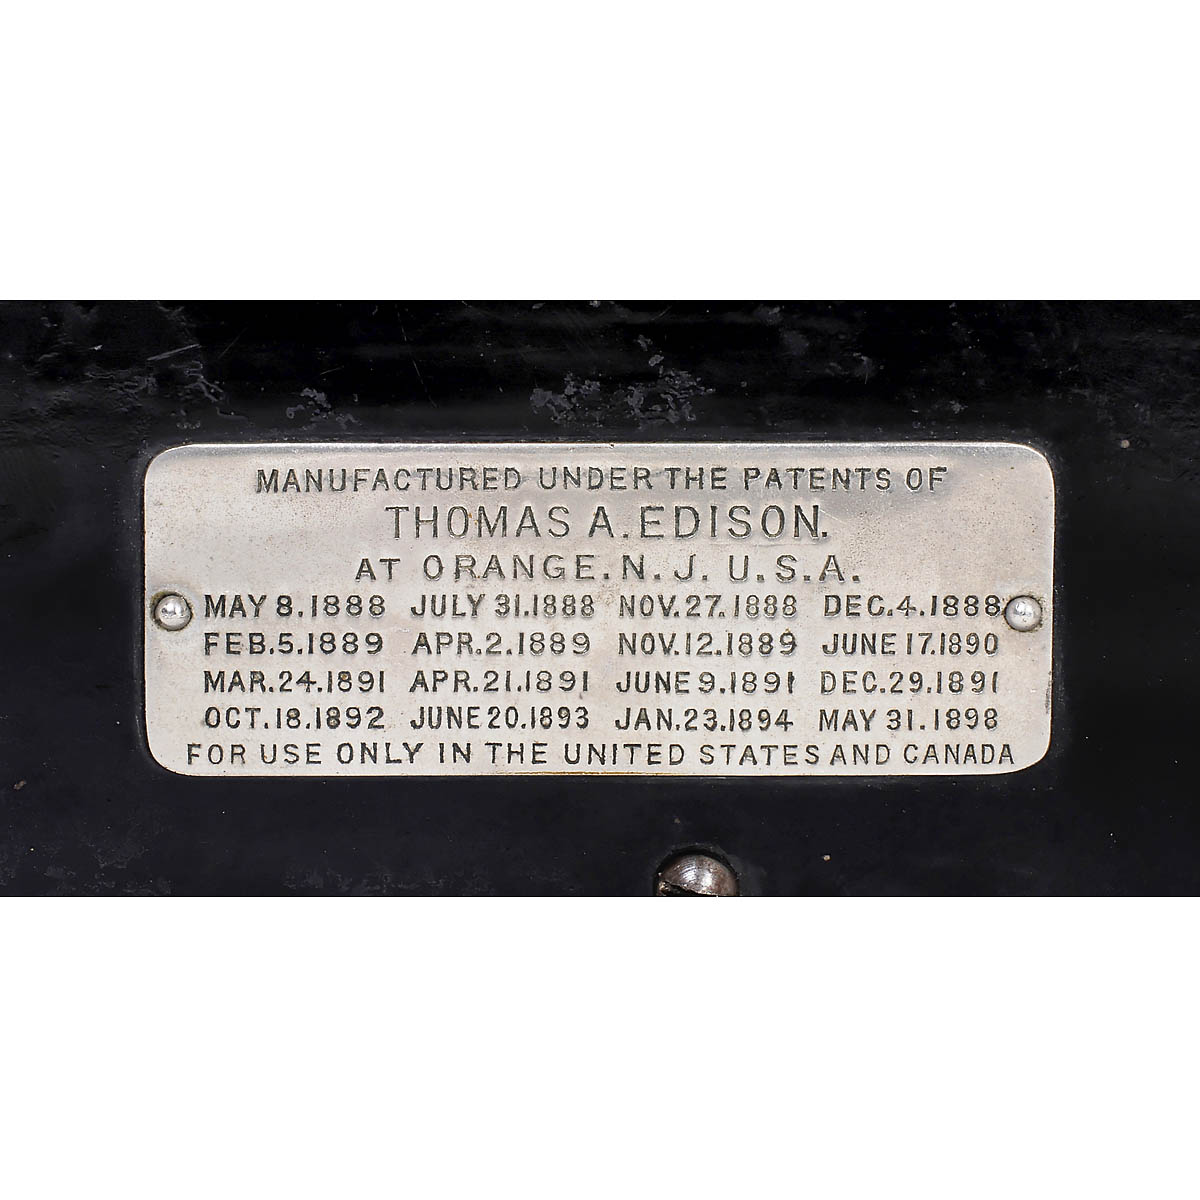 MANUFACTURED UNDER THE PATENTS OF
THOMAS A. EDISON.
AT ORANGE. N. J. U.S.A.
MAY 8.1888 JULY 31.1888 NOV.27.1888 DEC.4.1888
FEB.5.1889 APR.2.1889 NOV.12.1889 JUNE 17.1890
MAR.24.1891 APR.21.1891 JUNE 9.1891 DEC.29.1891
OCT.18.1892 JUNE 20.1893 JAN.23.1894 MAY 31.1898
FOR USE ONLY IN THE UNITED STATES AND CANADA